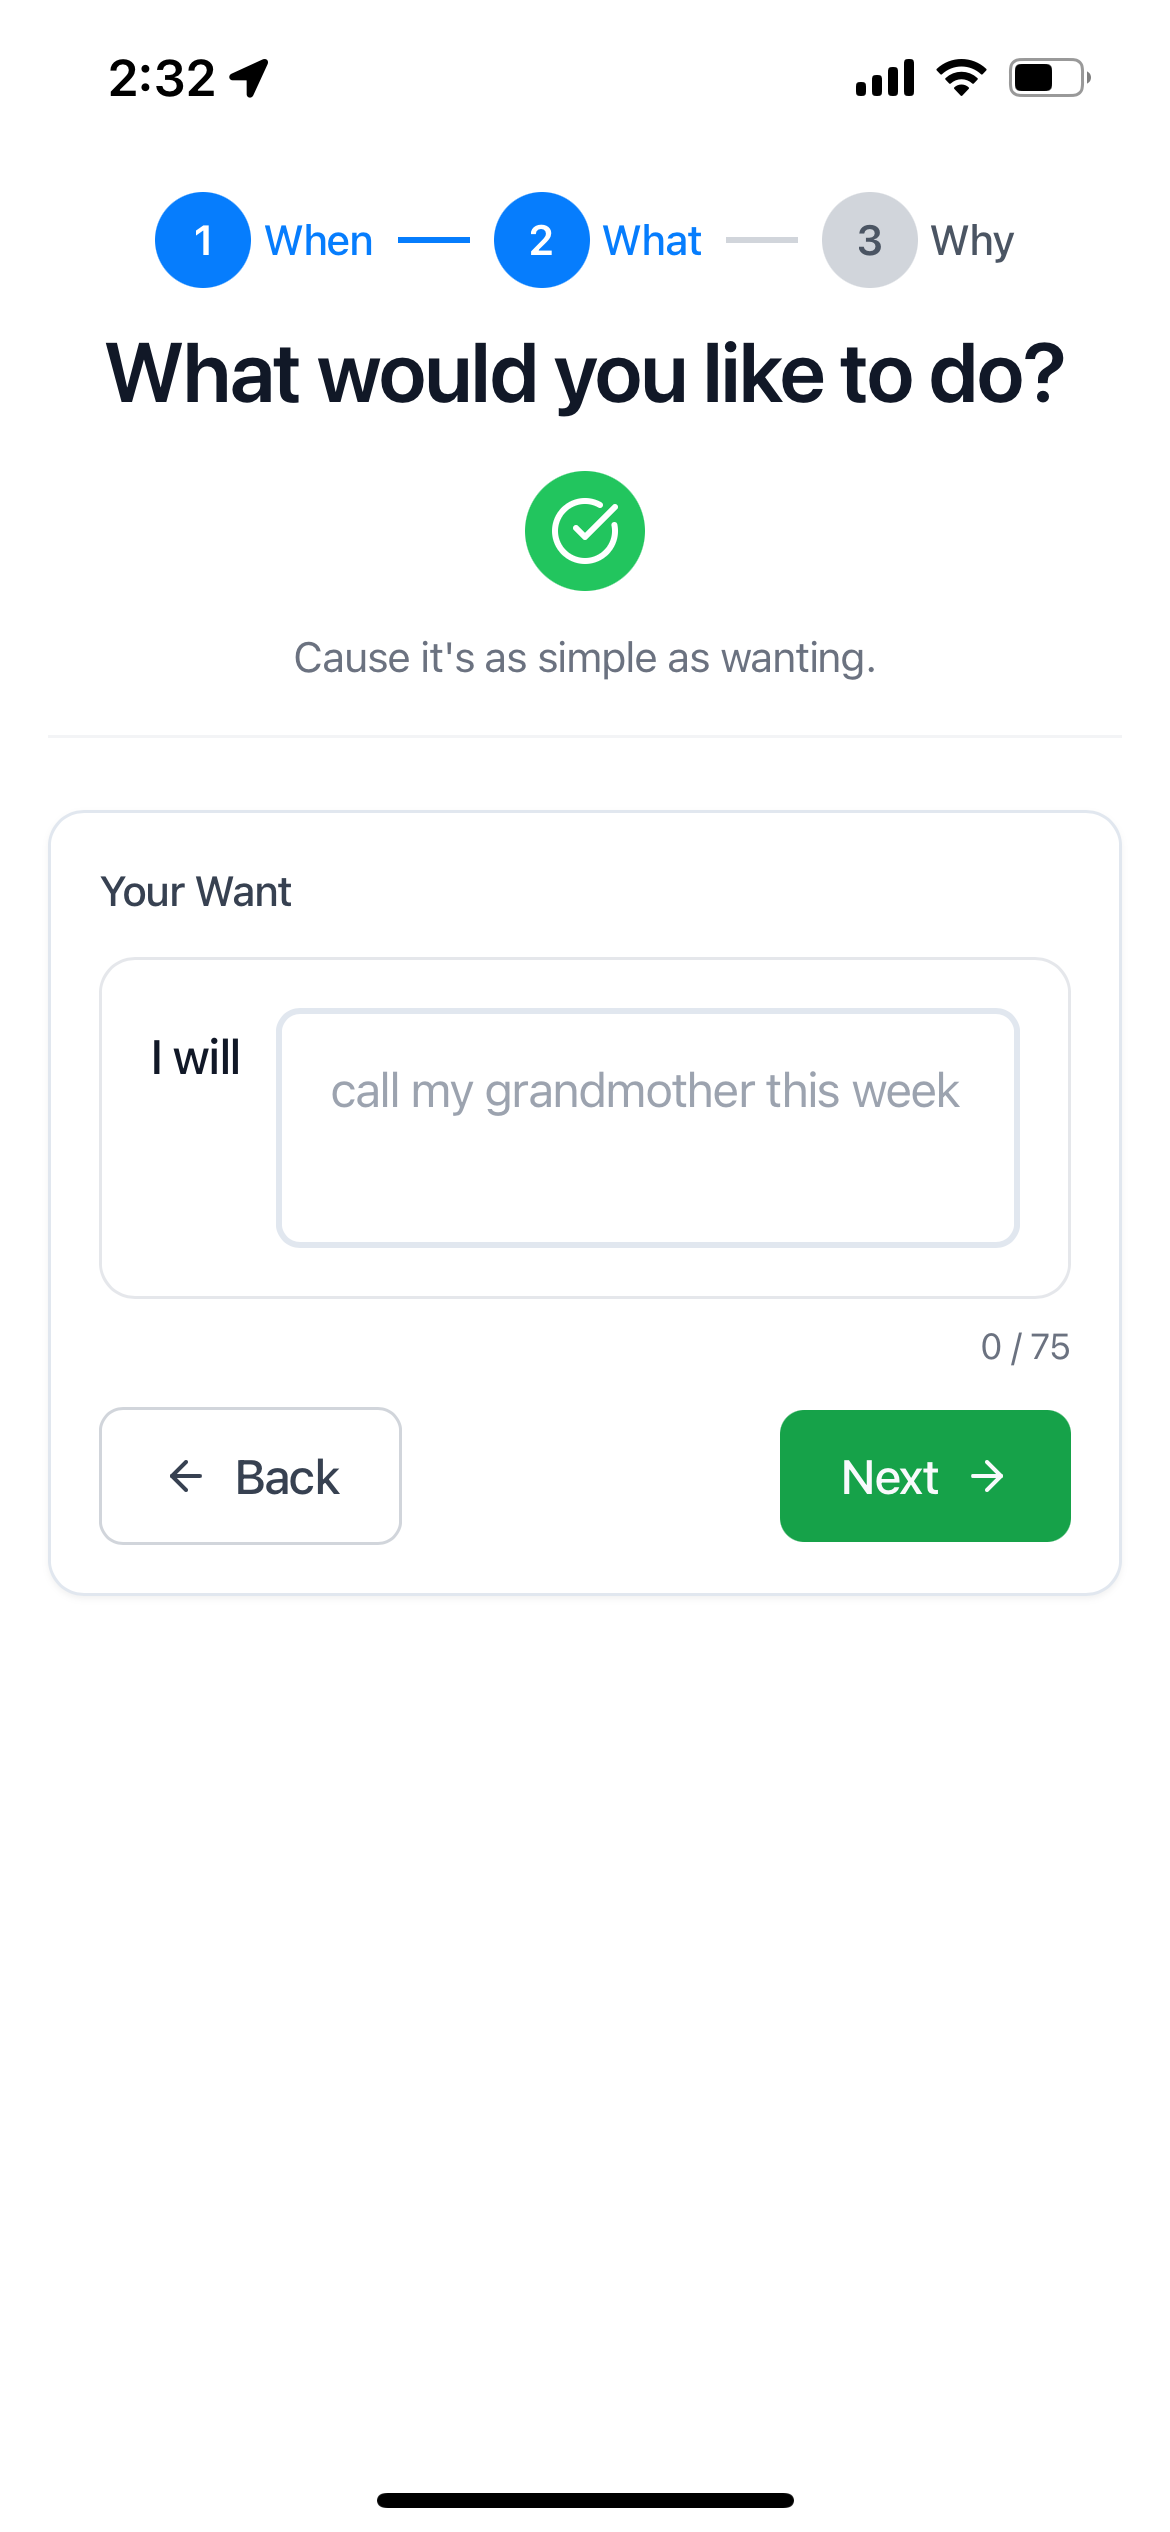 2:32
1 When 2 What 3 Why
What would you like to do?
Cause it's as simple as wanting.
Your Want
I will call my grandmother this week
0 / 75
Back Next